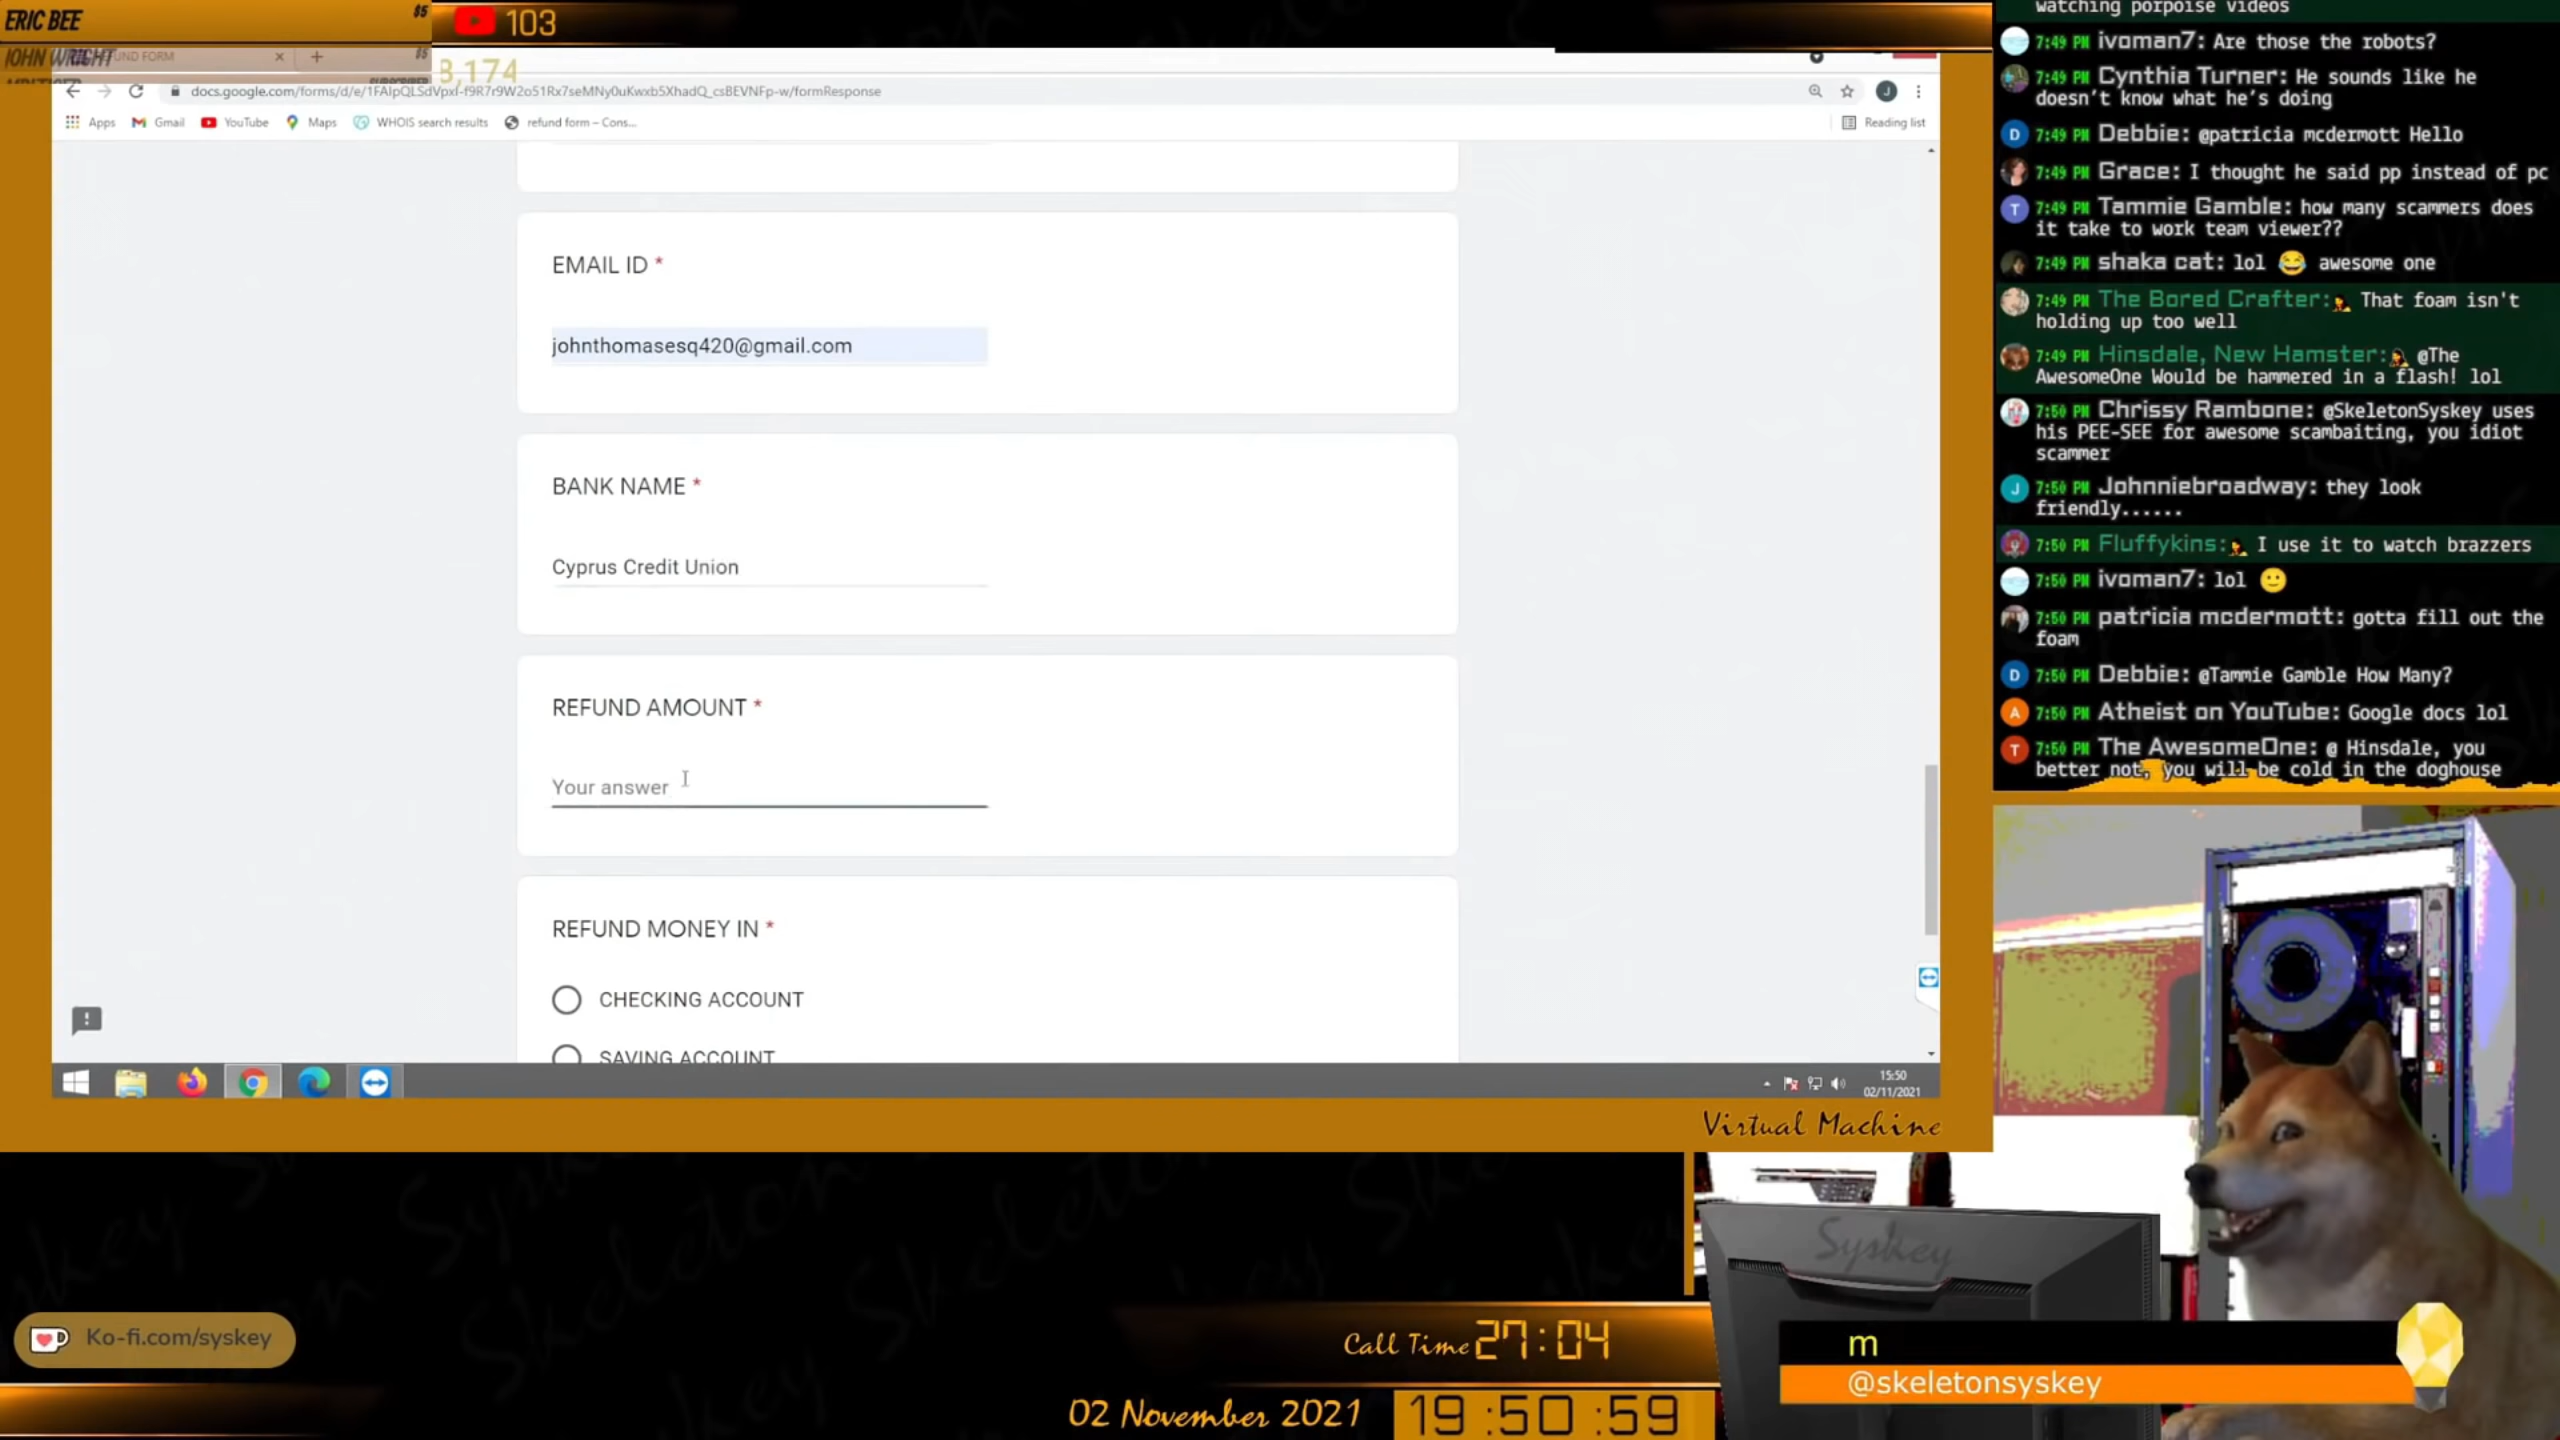 ERIC BEE $5
103
JOHN WRIGHT $5
FUND FORM
SUBSCRIBER
8,174
docs.google.com/forms/d/e/1FAIpQLSdVpxf-f9R7r9W2o51Rx7seMNy0uKwxb5XhadQ_csBEVNFp-w/formResponse
J
Apps Gmail YouTube Maps WHOIS search results refund form – Cons...
Reading list
EMAIL ID *
johnthomasesq420@gmail.com
BANK NAME *
Cyprus Credit Union
REFUND AMOUNT *
Your answer
REFUND MONEY IN *
CHECKING ACCOUNT
SAVING ACCOUNT
15:50
02/11/2021
Virtual Machine
watching porpoise videos
7:49 PM ivoman7: Are those the robots?
7:49 PM Cynthia Turner: He sounds like he
doesn't know what he's doing
D 7:49 PM Debbie: @patricia mcdermott Hello
7:49 PM Grace: I thought he said pp instead of pc
T 7:49 PM Tammie Gamble: how many scammers does
it take to work team viewer??
7:49 PM shaka cat: lol 😂 awesome one
7:49 PM The Bored Crafter: That foam isn't
holding up too well
7:49 PM Hinsdale, New Hamster: @The
AwesomeOne Would be hammered in a flash! lol
7:50 PM Chrissy Rambone: @SkeletonSyskey uses
his PEE-SEE for awesome scambaiting, you idiot
scammer
J 7:50 PM Johnniebroadway: they look
friendly......
7:50 PM Fluffykins: I use it to watch brazzers
7:50 PM ivoman7: lol 🙂
7:50 PM patricia mcdermott: gotta fill out the
foam
D 7:50 PM Debbie: @Tammie Gamble How Many?
A 7:50 PM Atheist on YouTube: Google docs lol
T 7:50 PM The AwesomeOne: @ Hinsdale, you
better not, you will be cold in the doghouse
Syskey
Ko-fi.com/syskey
Call Time 27:04
02 November 2021 19:50:59
m
@skeletonsyskey